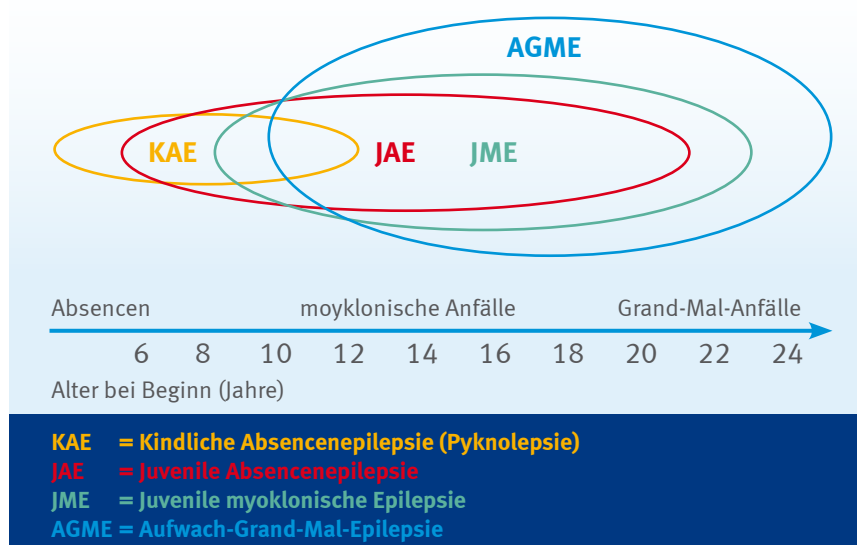 AGME
KAE JAE JME
Absencen moyklonische Anfälle Grand-Mal-Anfälle
6 8 10 12 14 16 18 20 22 24
Alter bei Beginn (Jahre)
KAE = Kindliche Absencenepilepsie (Pyknolepsie)
JAE = Juvenile Absencenepilepsie
JME = Juvenile myoklonische Epilepsie
AGME = Aufwach-Grand-Mal-Epilepsie